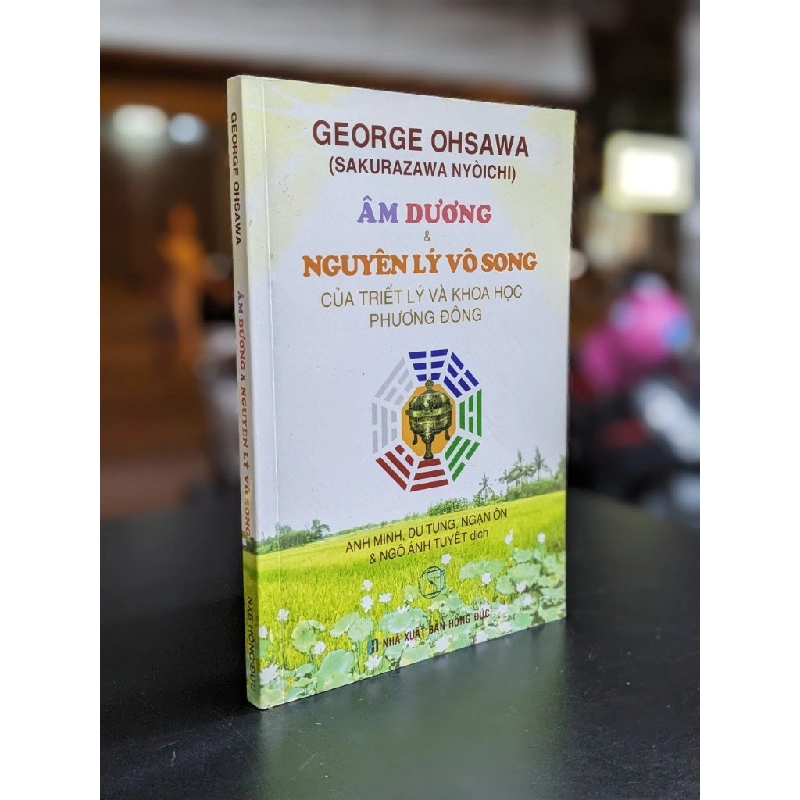 GEORGE OHSAWA
(SAKURAZAWA NYÒICHI)
ÂM DƯƠNG
&
NGUYÊN LÝ VÔ SONG
CỦA TRIẾT LÝ VÀ KHOA HỌC
PHƯƠNG ĐÔNG
ANH MINH, DU TỤNG, NGẠN ÔN
& NGÔ ÁNH TUYẾT dịch
NHÀ XUẤT BẢN HỒNG ĐỨC
GEORGE OHSAWA
ÂM DƯƠNG & NGUYÊN LÝ VÔ SONG
NXB HỒNG ĐỨC